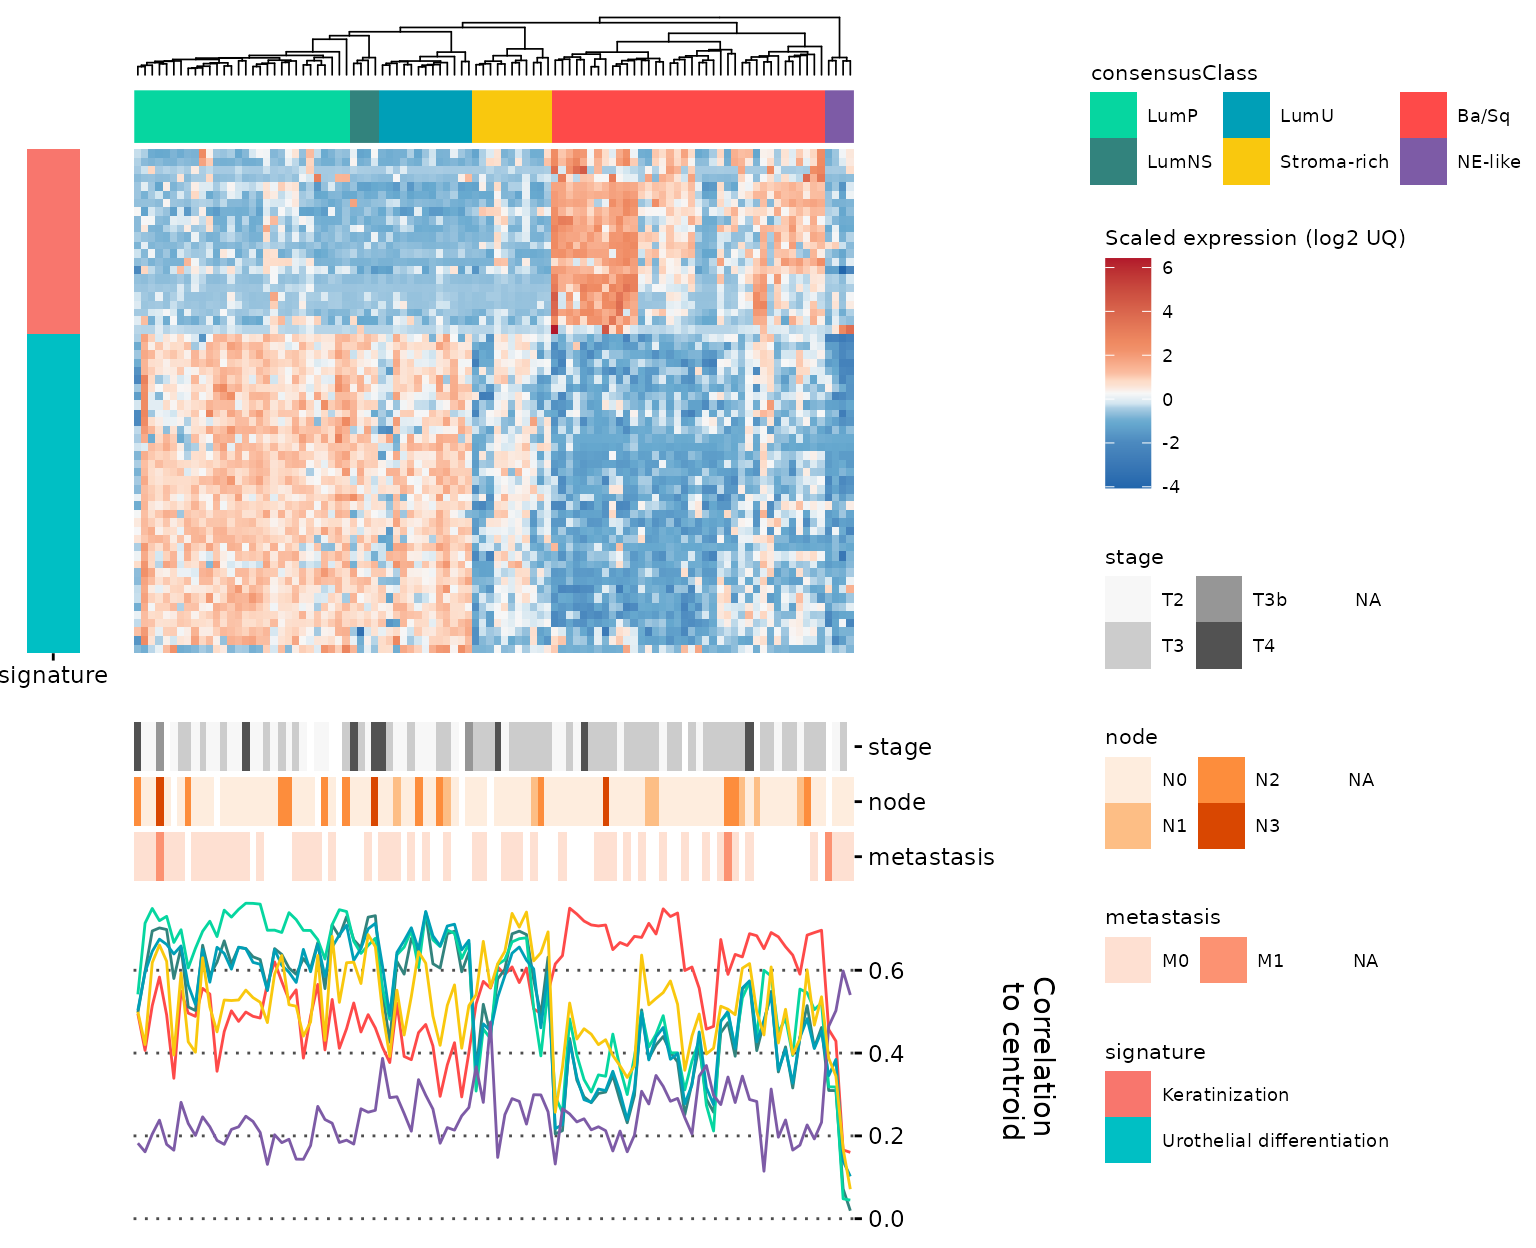 consensusClass
LumP
LumU
Ba/Sq
LumNS
Stroma-rich
NE-like
Scaled expression (log2 UQ)
6
4
2
0
-2
-4
signature
stage
T2
T3b
NA
T3
T4
stage
node
metastasis
node
N0
N2
NA
N1
N3
metastasis
M0
M1
NA
0.6
0.4
0.2
0.0
Correlation
to centroid
signature
Keratinization
Urothelial differentiation